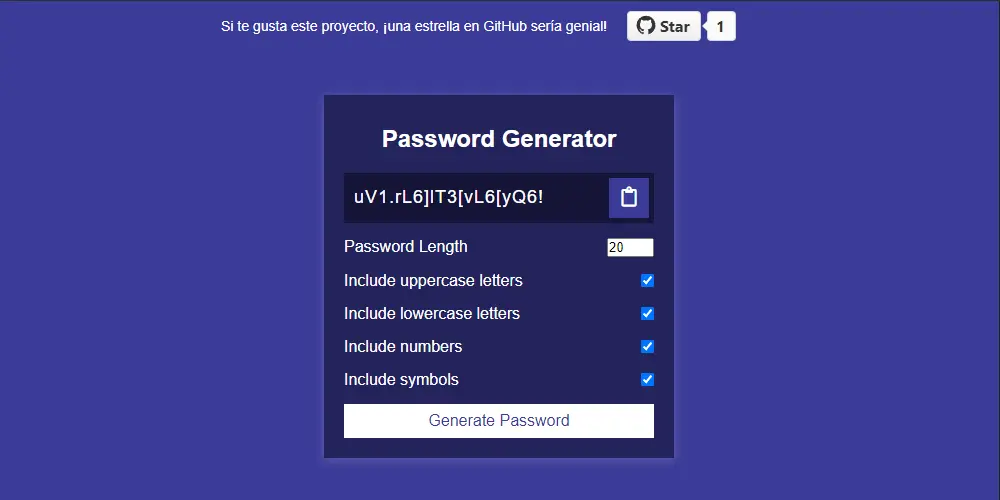 Si te gusta este proyecto, ¡una estrella en GitHub sería genial! Star 1
Password Generator
uV1.rL6]lT3[vL6[yQ6!
Password Length 20
Include uppercase letters
Include lowercase letters
Include numbers
Include symbols
Generate Password